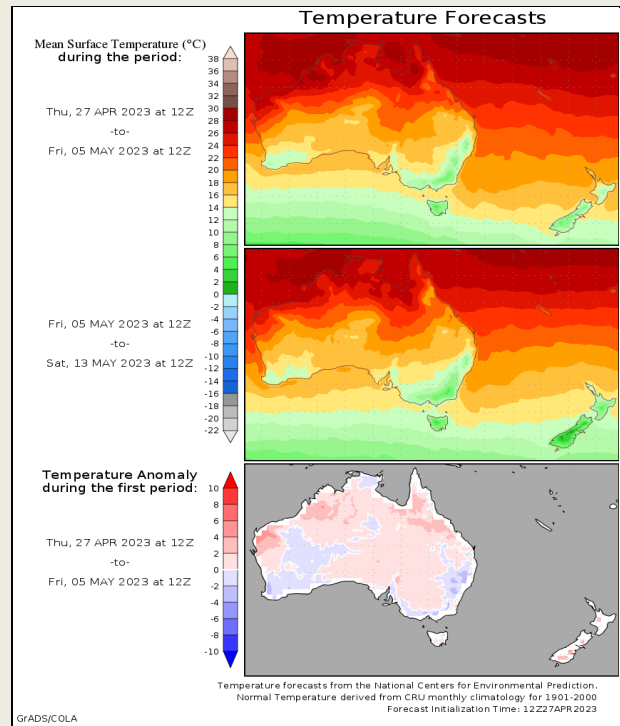 Temperature Forecasts
Mean Surface Temperature (°C)
during the period:
Thu, 27 APR 2023 at 12Z
-to-
Fri, 05 MAY 2023 at 12Z
38
36
34
32
30
28
26
24
22
20
18
16
14
12
10
8
6
4
2
0
-2
-4
-6
-8
-10
-12
-14
-16
-18
-20
-22
Fri, 05 MAY 2023 at 12Z
-to-
Sat, 13 MAY 2023 at 12Z
Temperature Anomaly
during the first period:
Thu, 27 APR 2023 at 12Z
-to-
Fri, 05 MAY 2023 at 12Z
10
8
6
4
2
0
-2
-4
-6
-8
-10
Temperature forecasts from the National Centers for Environmental Prediction.
Normal Temperature derived from CRU monthly climatology for 1901-2000
Forecast Initialization Time: 12Z27APR2023
GrADS/COLA